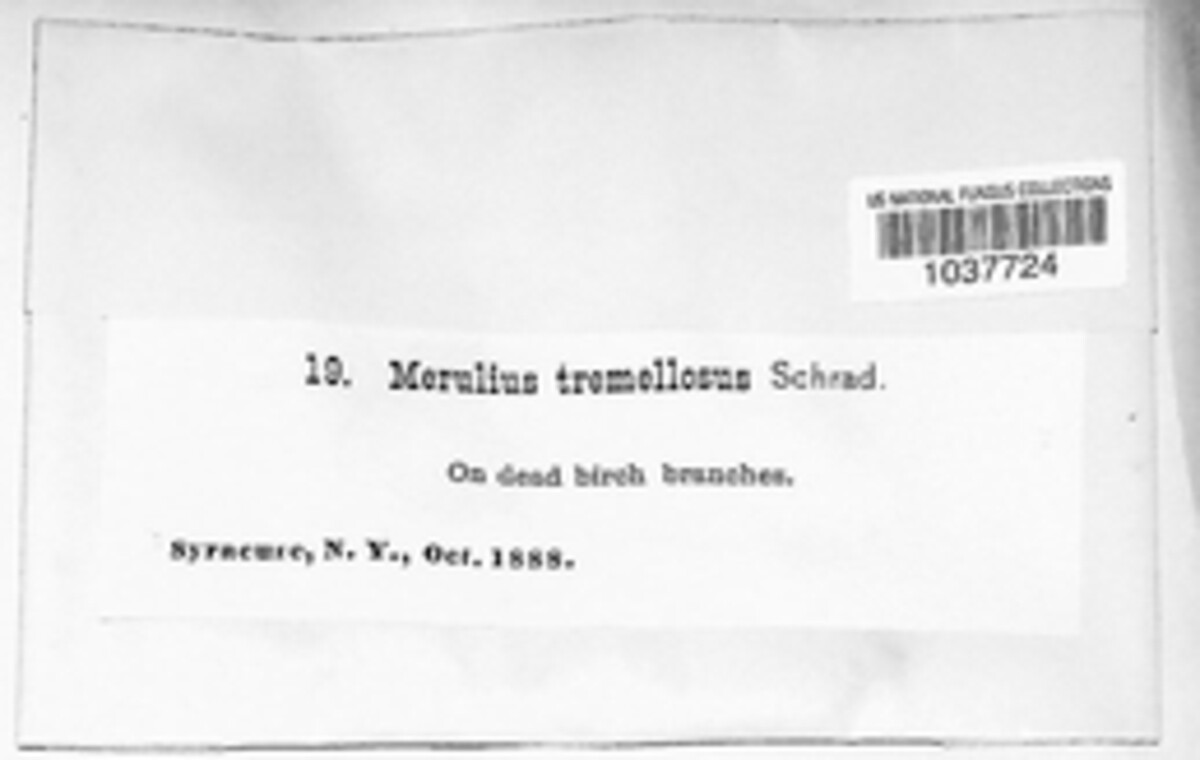 US NATIONAL FUNGUS COLLECTIONS
1037724
19. Merulius tremellosus Schrad.
On dead birch branches.
Syracuse, N. Y., Oct. 1888.